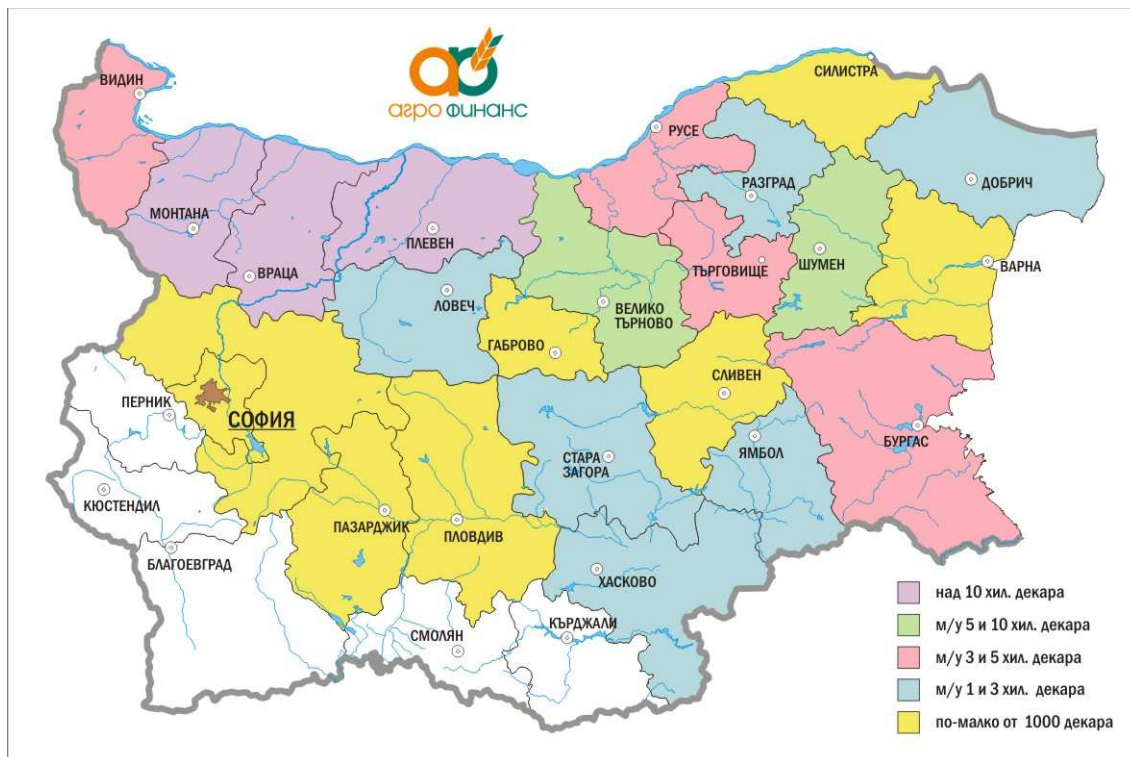 агро финанс
ВИДИН
СИЛИСТРА
РУСЕ
РАЗГРАД
ДОБРИЧ
МОНТАНА
ПЛЕВЕН
ВРАЦА
ТЪРГОВИЩЕ
ШУМЕН
ВАРНА
ЛОВЕЧ
ВЕЛИКО
ТЪРНОВО
ГАБРОВО
СЛИВЕН
ПЕРНИК
СОФИЯ
БУРГАС
ЯМБОЛ
СТАРА
ЗАГОРА
КЮСТЕНДИЛ
ПАЗАРДЖИК
ПЛОВДИВ
БЛАГОЕВГРАД
ХАСКОВО
СМОЛЯН
КЪРДЖАЛИ
над 10 хил. декара
м/у 5 и 10 хил. декара
м/у 3 и 5 хил. декара
м/у 1 и 3 хил. декара
по-малко от 1000 декара